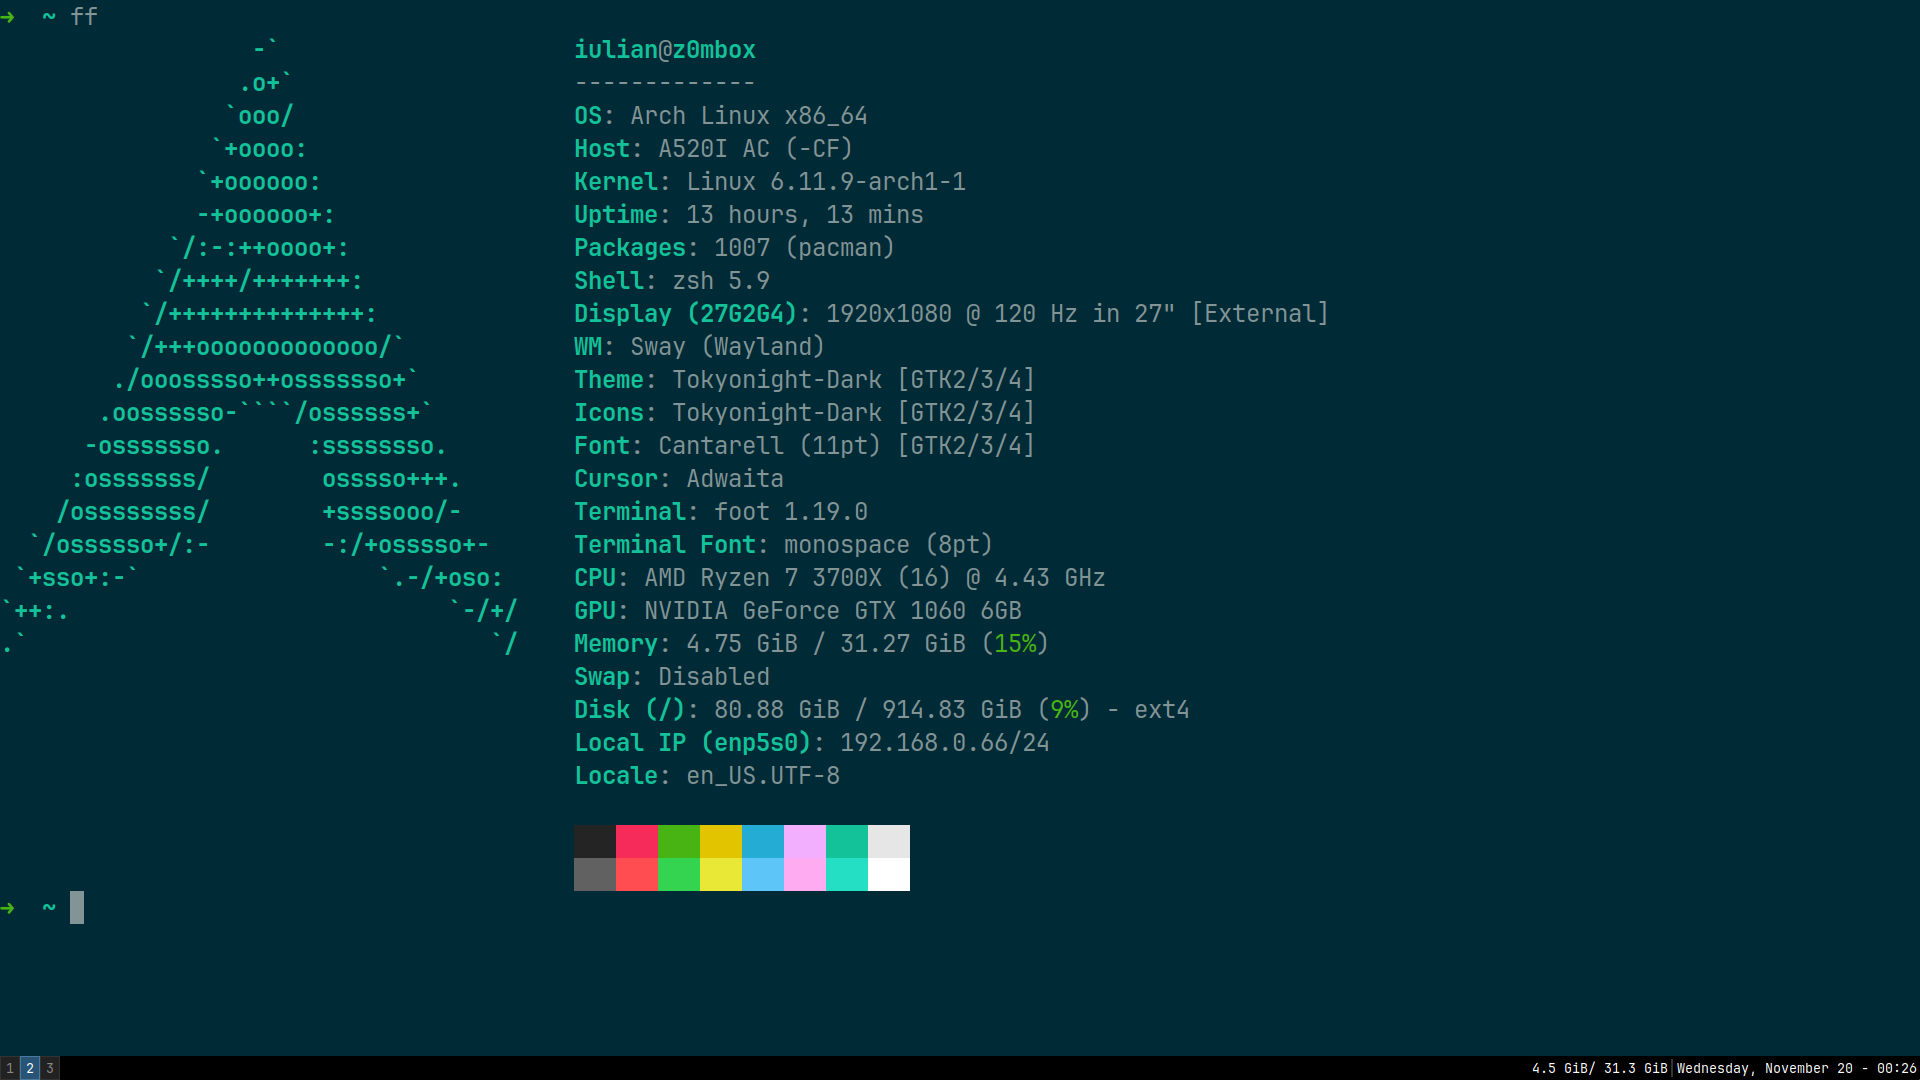 ➜  ~ ff
                  -`                     iulian@z0mbox
                 .o+`                    -------------
                `ooo/                    OS: Arch Linux x86_64
               `+oooo:                   Host: A520I AC (-CF)
              `+oooooo:                  Kernel: Linux 6.11.9-arch1-1
              -+oooooo+:                 Uptime: 13 hours, 13 mins
            `/:-:++oooo+:                Packages: 1007 (pacman)
           `/++++/+++++++:               Shell: zsh 5.9
          `/++++++++++++++:              Display (27G2G4): 1920x1080 @ 120 Hz in 27" [External]
         `/+++ooooooooooooo/`            WM: Sway (Wayland)
        ./ooosssso++osssssso+`           Theme: Tokyonight-Dark [GTK2/3/4]
       .oossssso-````/ossssss+`          Icons: Tokyonight-Dark [GTK2/3/4]
      -osssssso.      :ssssssso.         Font: Cantarell (11pt) [GTK2/3/4]
     :osssssss/        osssso+++.        Cursor: Adwaita
    /ossssssss/        +ssssooo/-        Terminal: foot 1.19.0
  `/ossssso+/:-        -:/+osssso+-      Terminal Font: monospace (8pt)
 `+sso+:-`                 `.-/+oso:     CPU: AMD Ryzen 7 3700X (16) @ 4.43 GHz
`++:.                           `-/+/    GPU: NVIDIA GeForce GTX 1060 6GB
.`                                 `/    Memory: 4.75 GiB / 31.27 GiB (15%)
                                         Swap: Disabled
                                         Disk (/): 80.88 GiB / 914.83 GiB (9%) - ext4
                                         Local IP (enp5s0): 192.168.0.66/24
                                         Locale: en_US.UTF-8
➜  ~
1 2 3 4.5 GiB/ 31.3 GiB|Wednesday, November 20 - 00:26